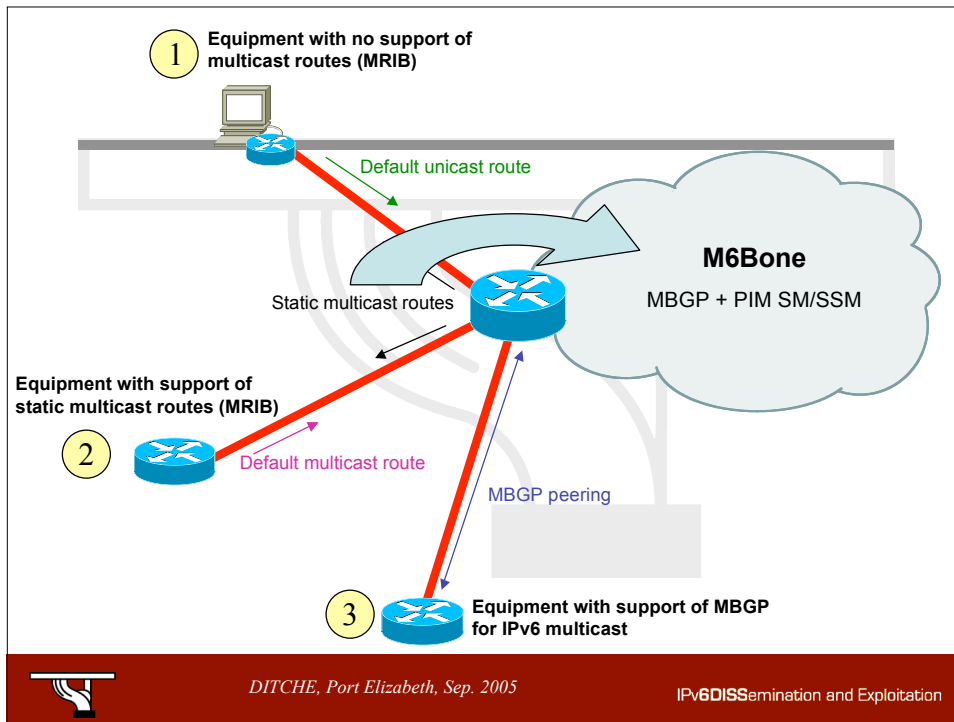 1
Equipment with no support of
multicast routes (MRIB)
Default unicast route
M6Bone
MBGP + PIM SM/SSM
Static multicast routes
Equipment with support of
static multicast routes (MRIB)
2
Default multicast route
MBGP peering
3
Equipment with support of MBGP
for IPv6 multicast
DITCHE, Port Elizabeth, Sep. 2005
IPv6DISSemination and Exploitation